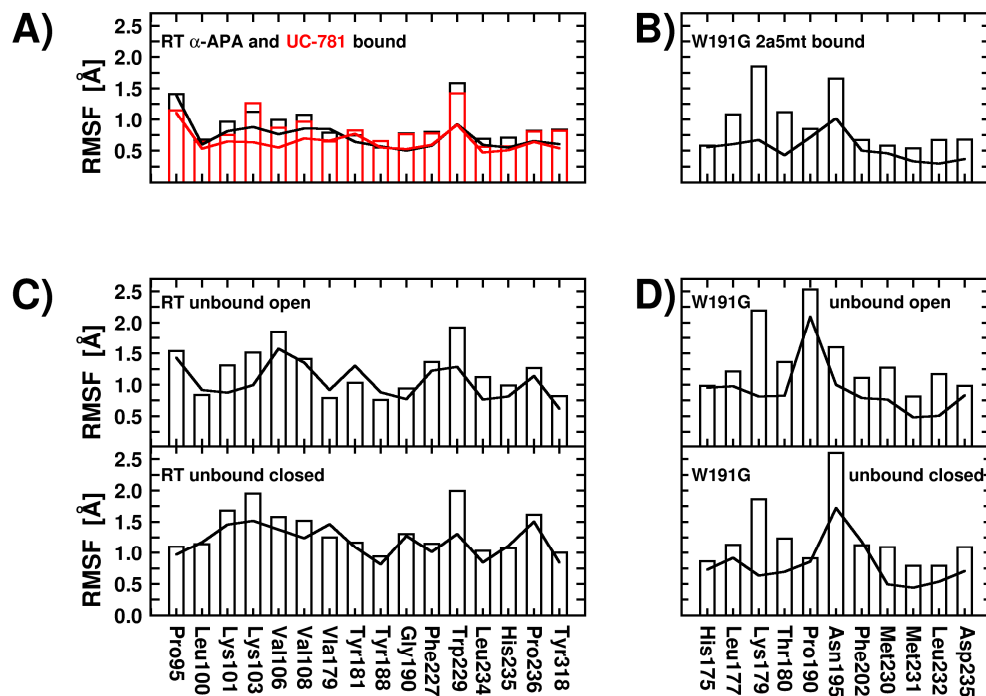 A)
RT α-APA and UC-781 bound
RMSF [Å]
2.5
2.0
1.5
1.0
0.5
B)
W191G 2a5mt bound
C)
RT unbound open
RMSF [Å]
2.5
2.0
1.5
1.0
0.5
D)
W191G unbound open
RT unbound closed
RMSF [Å]
2.5
2.0
1.5
1.0
0.5
0.0
W191G unbound closed
Pro95
Leu100
Lys101
Lys103
Val106
Val108
Vla179
Tyr181
Tyr188
Gly190
Phe227
Trp229
Leu234
His235
Pro236
Tyr318
His175
Leu177
Lys179
Thr180
Pro190
Asn195
Phe202
Met230
Met231
Leu232
Asp235